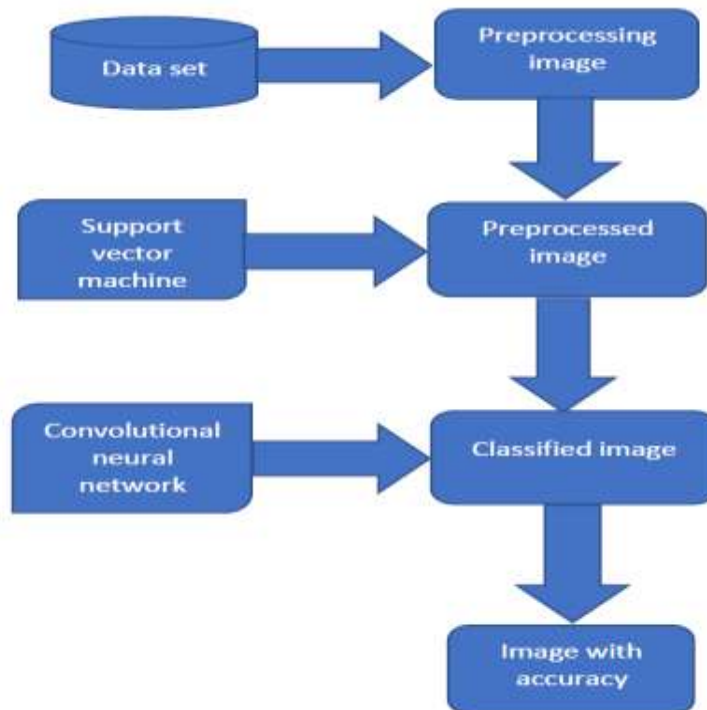 Data set
Preprocessing
image
Support
vector
machine
Preprocessed
image
Convolutional
neural
network
Classified image
Image with
accuracy